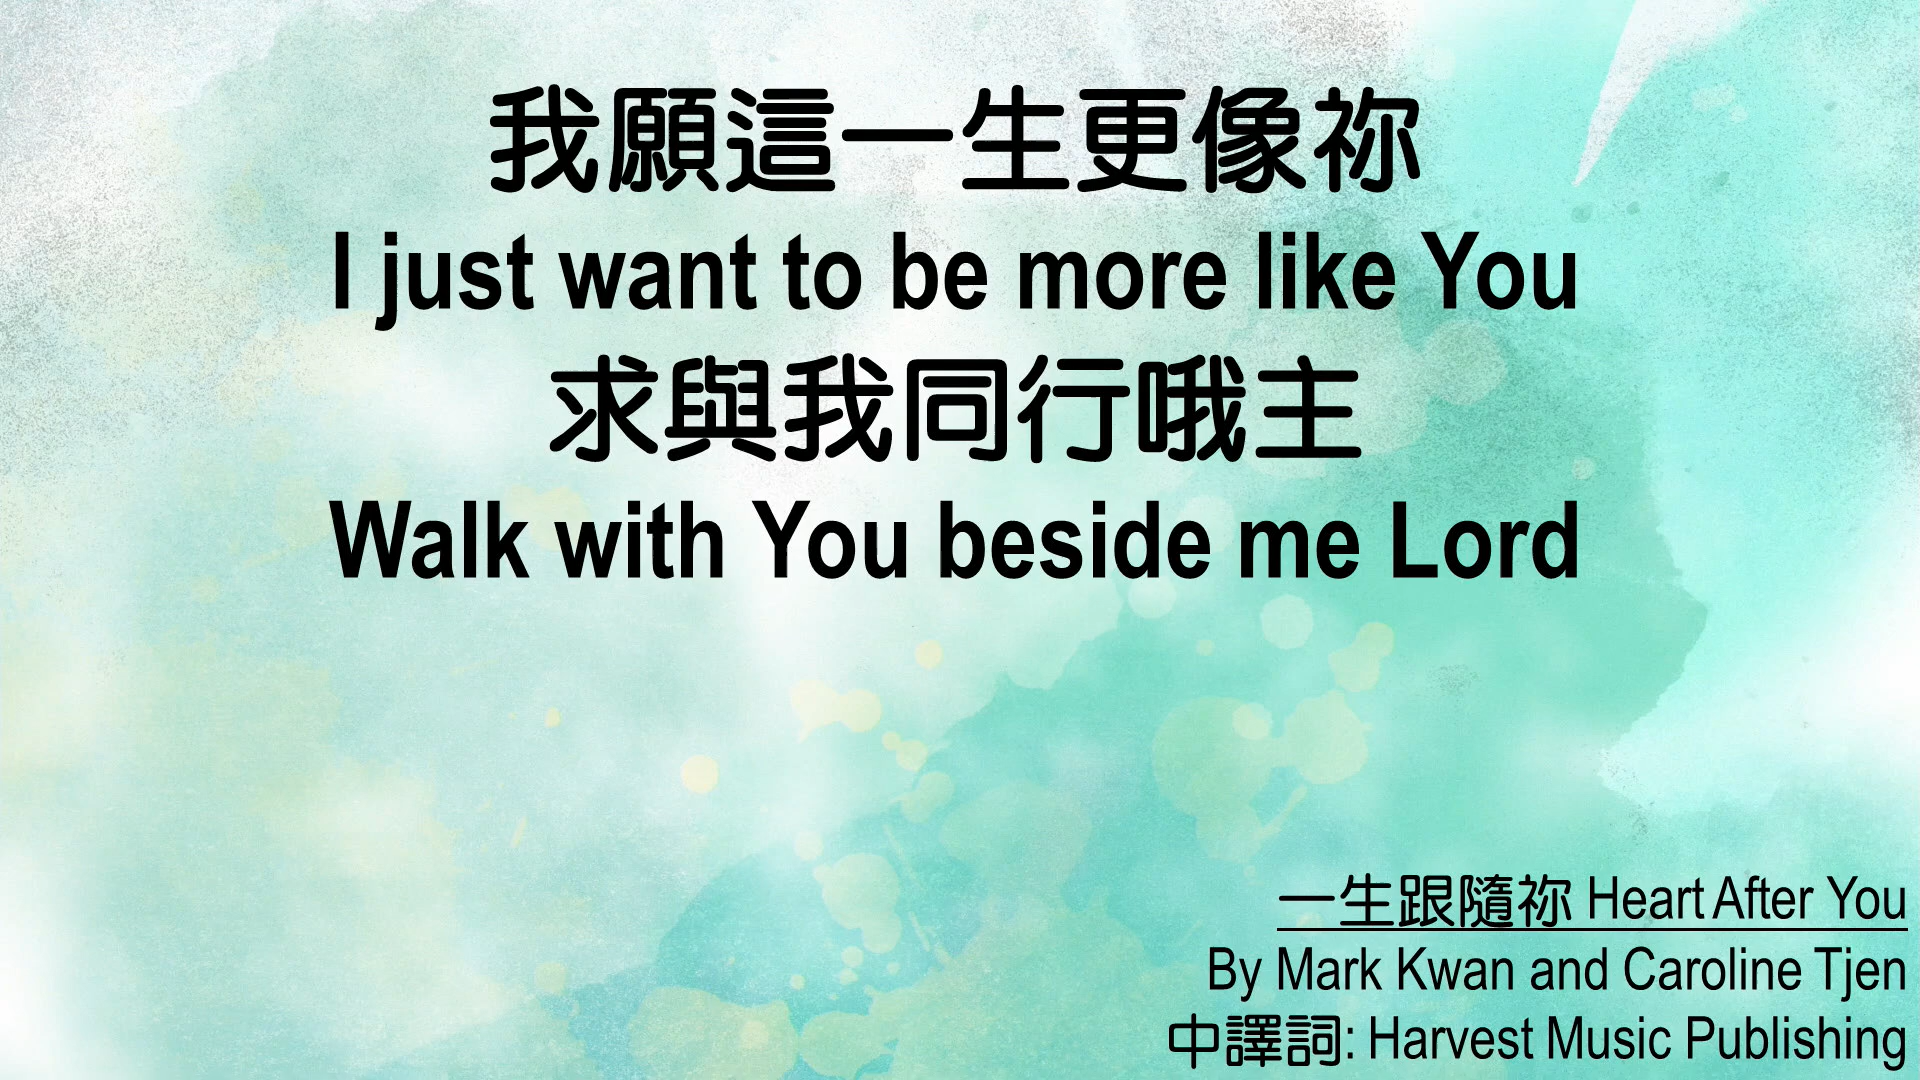 我願這一生更像祢
I just want to be more like You
求與我同行哦主
Walk with You beside me Lord
一生跟隨祢 Heart After You
By Mark Kwan and Caroline Tjen
中譯詞: Harvest Music Publishing